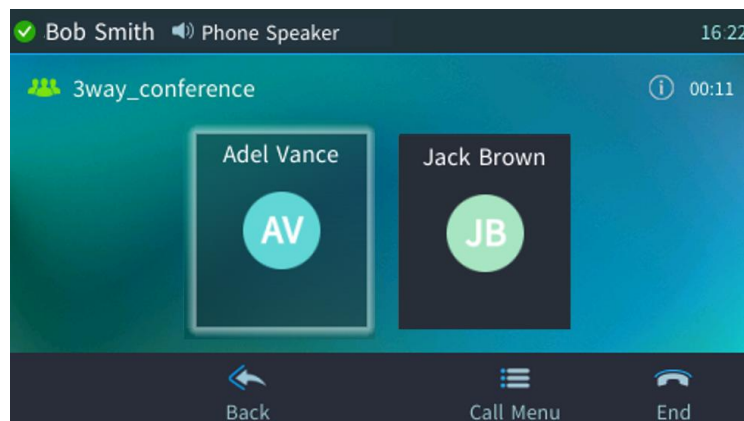 Bob Smith Phone Speaker 16:22
3way_conference 00:11
Adel Vance Jack Brown
AV JB
Back Call Menu End